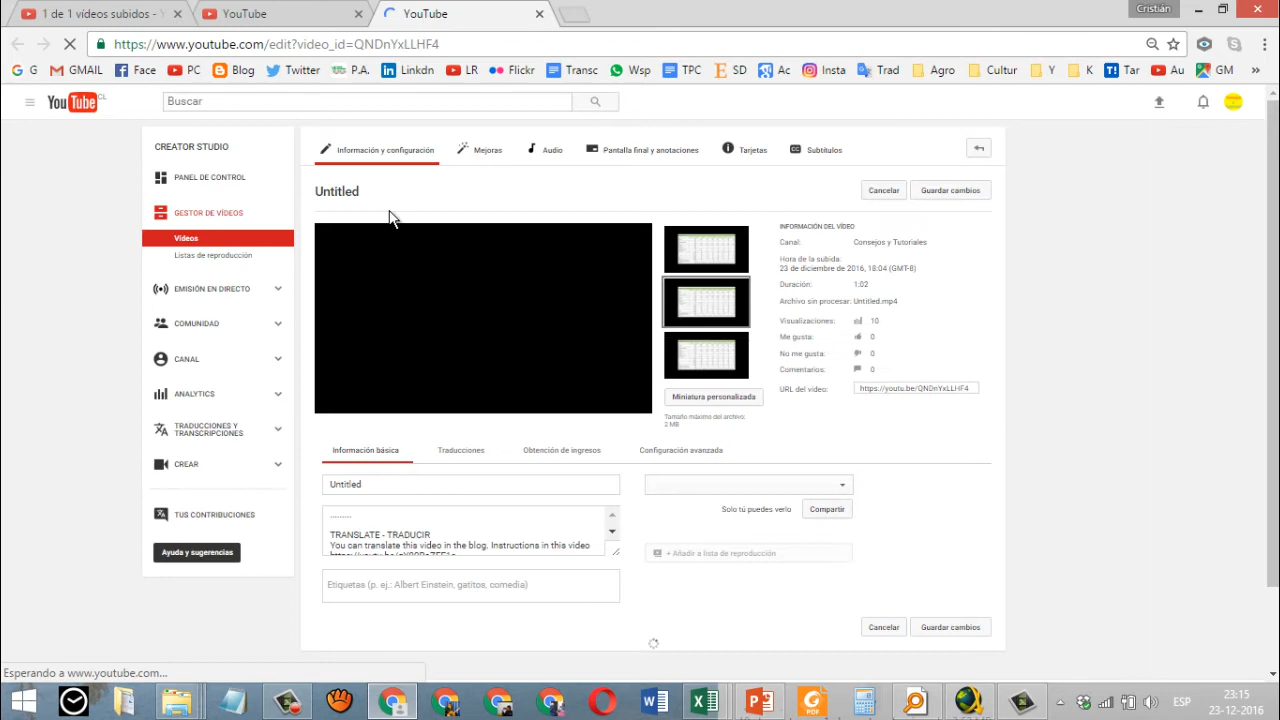 1 de 1 vídeos subidos - Y
YouTube
YouTube
Cristián
https://www.youtube.com/edit?video_id=QNDnYxLLHF4
G
GMAIL
Face
PC
Blog
Twitter
P.A.
Linkdn
LR
Flickr
Transc
Wsp
TPC
SD
Ac
Insta
Trad
Agro
Cultur
Y
K
Tar
Au
GM
YouTube CL
Buscar
CREATOR STUDIO
PANEL DE CONTROL
GESTOR DE VÍDEOS
Vídeos
Listas de reproducción
EMISIÓN EN DIRECTO
COMUNIDAD
CANAL
ANALYTICS
TRADUCCIONES Y
TRANSCRIPCIONES
CREAR
TUS CONTRIBUCIONES
Ayuda y sugerencias
Información y configuración
Mejoras
Audio
Pantalla final y anotaciones
Tarjetas
Subtítulos
Untitled
Cancelar
Guardar cambios
INFORMACIÓN DEL VÍDEO
Canal: Consejos y Tutoriales
Hora de la subida:
23 de diciembre de 2016, 18:04 (GMT-8)
Duración: 1:02
Archivo sin procesar: Untitled.mp4
Visualizaciones: 10
Me gusta: 0
No me gusta: 0
Comentarios: 0
URL del vídeo: https://youtu.be/QNDnYxLLHF4
Miniatura personalizada
Tamaño máximo del archivo:
2 MB
Información básica
Traducciones
Obtención de ingresos
Configuración avanzada
Untitled
.........
TRANSLATE - TRADUCIR
You can translate this video in the blog. Instructions in this video
Solo tú puedes verlo
Compartir
+ Añadir a lista de reproducción
Etiquetas (p. ej.: Albert Einstein, gatitos, comedia)
Cancelar
Guardar cambios
Esperando a www.youtube.com...
ESP
23:15
23-12-2016